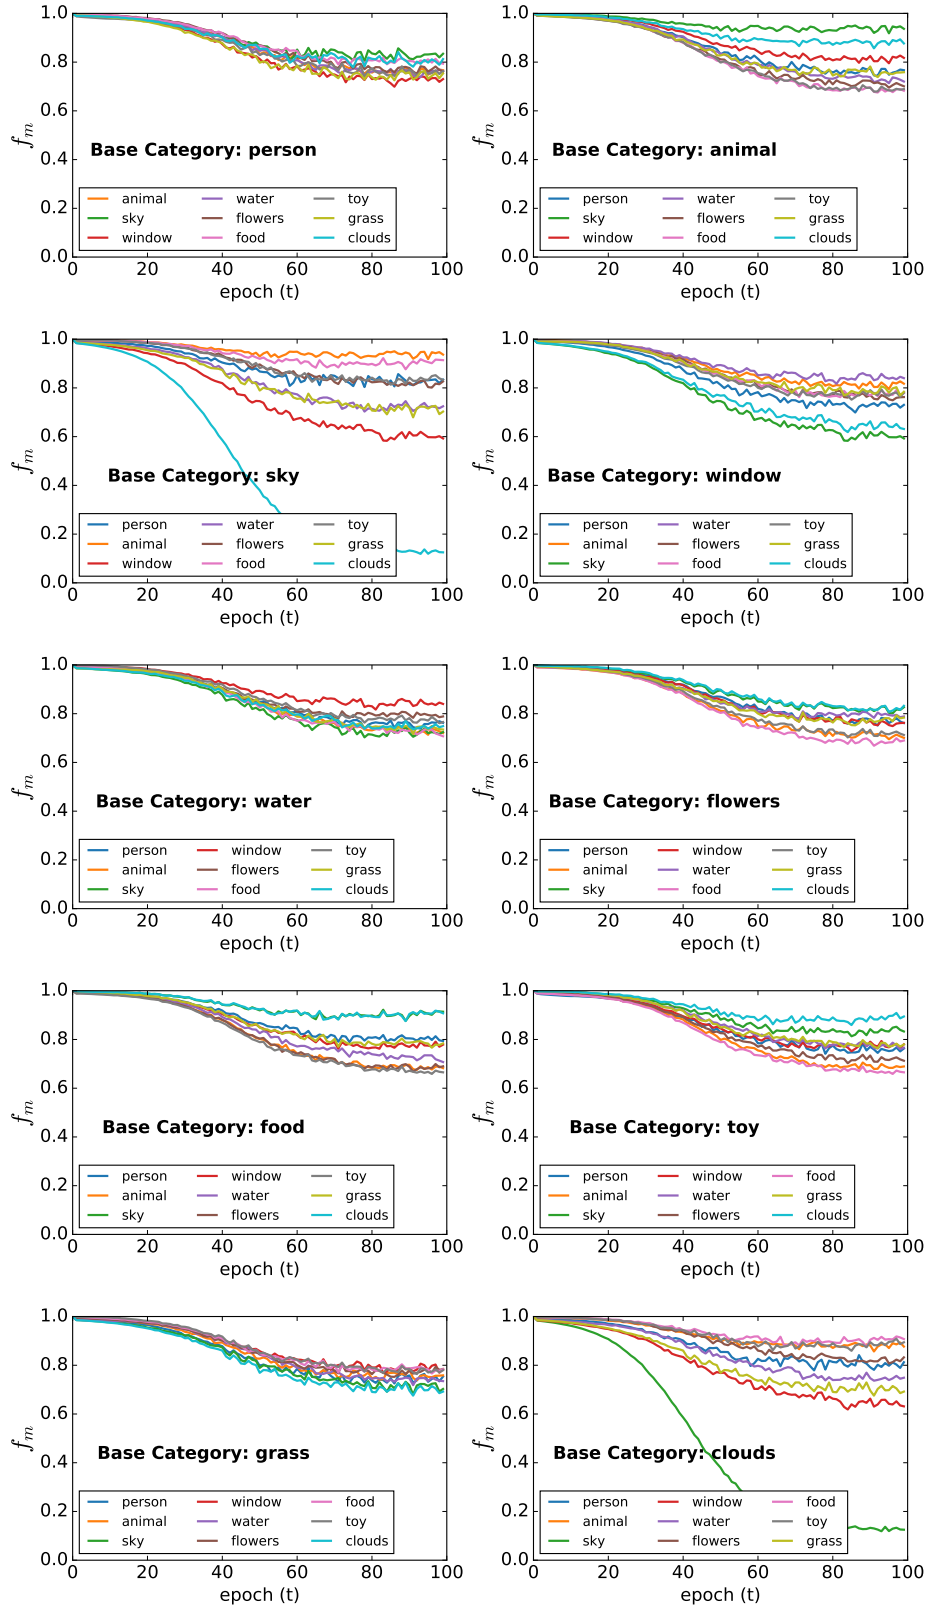 1.0
0.8
0.6
0.4
0.2
0.0
f_m
Base Category: person
animal water toy
sky flowers grass
window food clouds
0 20 40 60 80 100
epoch (t)
1.0
0.8
0.6
0.4
0.2
0.0
f_m
Base Category: animal
person water toy
sky flowers grass
window food clouds
0 20 40 60 80 100
epoch (t)
1.0
0.8
0.6
0.4
0.2
0.0
f_m
Base Category: sky
person water toy
animal flowers grass
window food clouds
0 20 40 60 80 100
epoch (t)
1.0
0.8
0.6
0.4
0.2
0.0
f_m
Base Category: window
person water toy
animal flowers grass
sky food clouds
0 20 40 60 80 100
epoch (t)
1.0
0.8
0.6
0.4
0.2
0.0
f_m
Base Category: water
person window toy
animal flowers grass
sky food clouds
0 20 40 60 80 100
epoch (t)
1.0
0.8
0.6
0.4
0.2
0.0
f_m
Base Category: flowers
person window toy
animal water grass
sky food clouds
0 20 40 60 80 100
epoch (t)
1.0
0.8
0.6
0.4
0.2
0.0
f_m
Base Category: food
person window toy
animal water grass
sky flowers clouds
0 20 40 60 80 100
epoch (t)
1.0
0.8
0.6
0.4
0.2
0.0
f_m
Base Category: toy
person window food
animal water grass
sky flowers clouds
0 20 40 60 80 100
epoch (t)
1.0
0.8
0.6
0.4
0.2
0.0
f_m
Base Category: grass
person window food
animal water toy
sky flowers clouds
0 20 40 60 80 100
epoch (t)
1.0
0.8
0.6
0.4
0.2
0.0
f_m
Base Category: clouds
person window food
animal water toy
sky flowers grass
0 20 40 60 80 100
epoch (t)